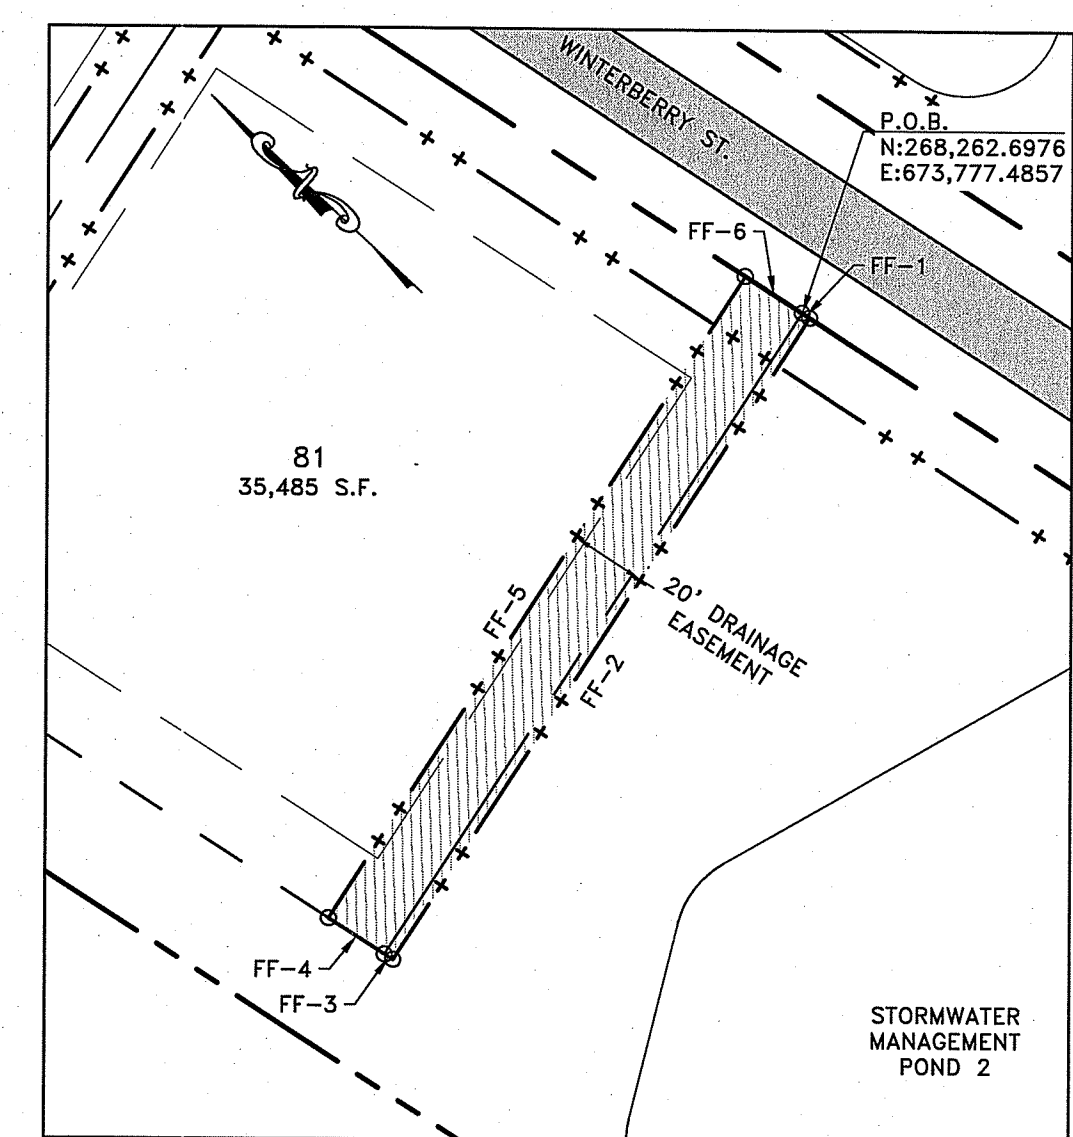 WINTERBERRY ST.
P.O.B.
N:268,262.6976
E:673,777.4857
FF-6
FF-1
81
35,485 S.F.
20' DRAINAGE
EASEMENT
FF-5
FF-2
FF-4
FF-3
STORMWATER
MANAGEMENT
POND 2